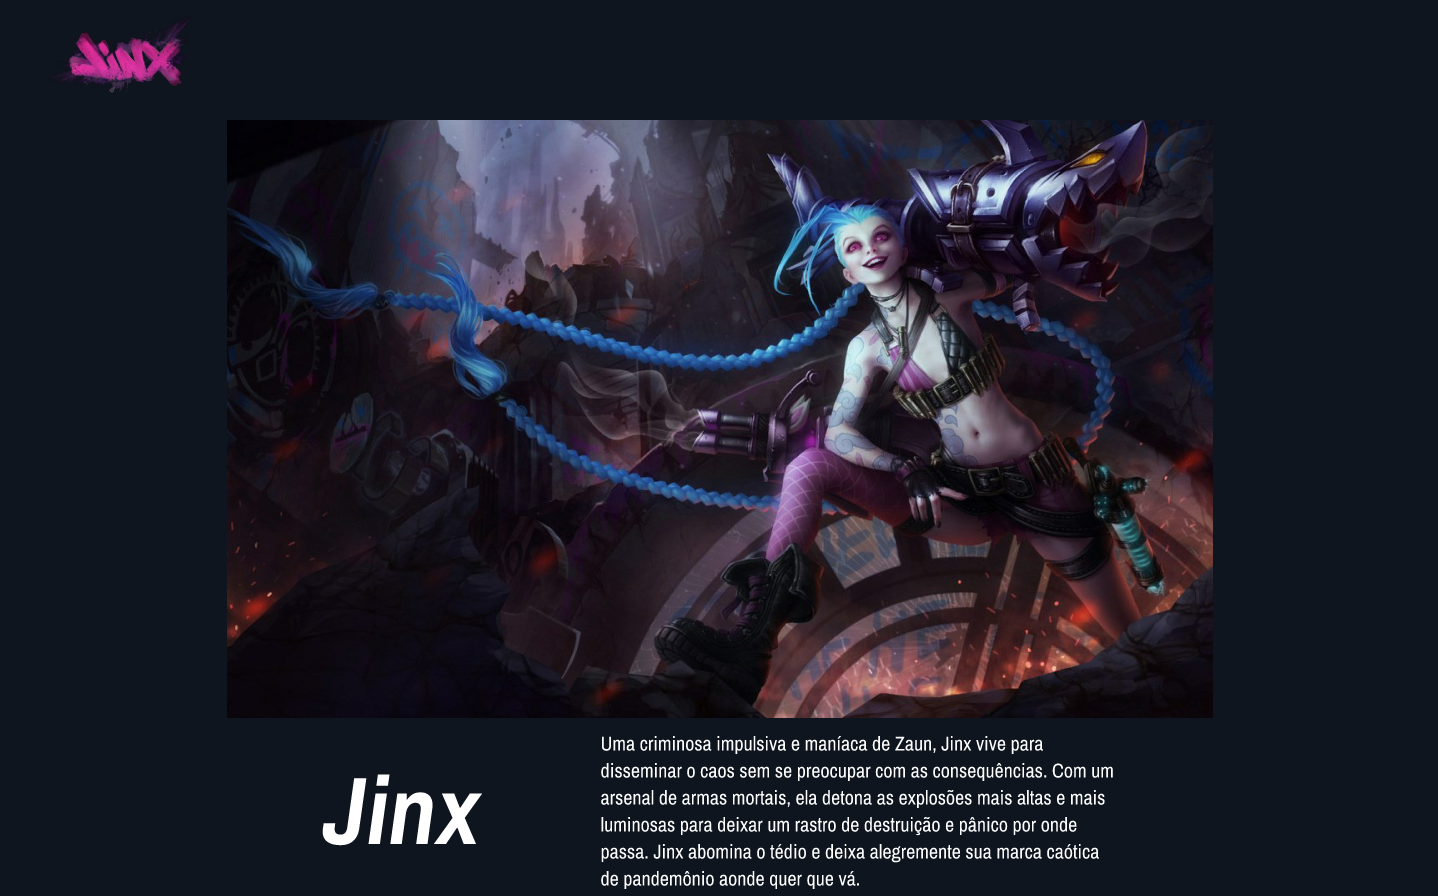 Jinx
Jinx
Uma criminosa impulsiva e maníaca de Zaun, Jinx vive para
disseminar o caos sem se preocupar com as consequências. Com um
arsenal de armas mortais, ela detona as explosões mais altas e mais
luminosas para deixar um rastro de destruição e pânico por onde
passa. Jinx abomina o tédio e deixa alegremente sua marca caótica
de pandemônio aonde quer que vá.